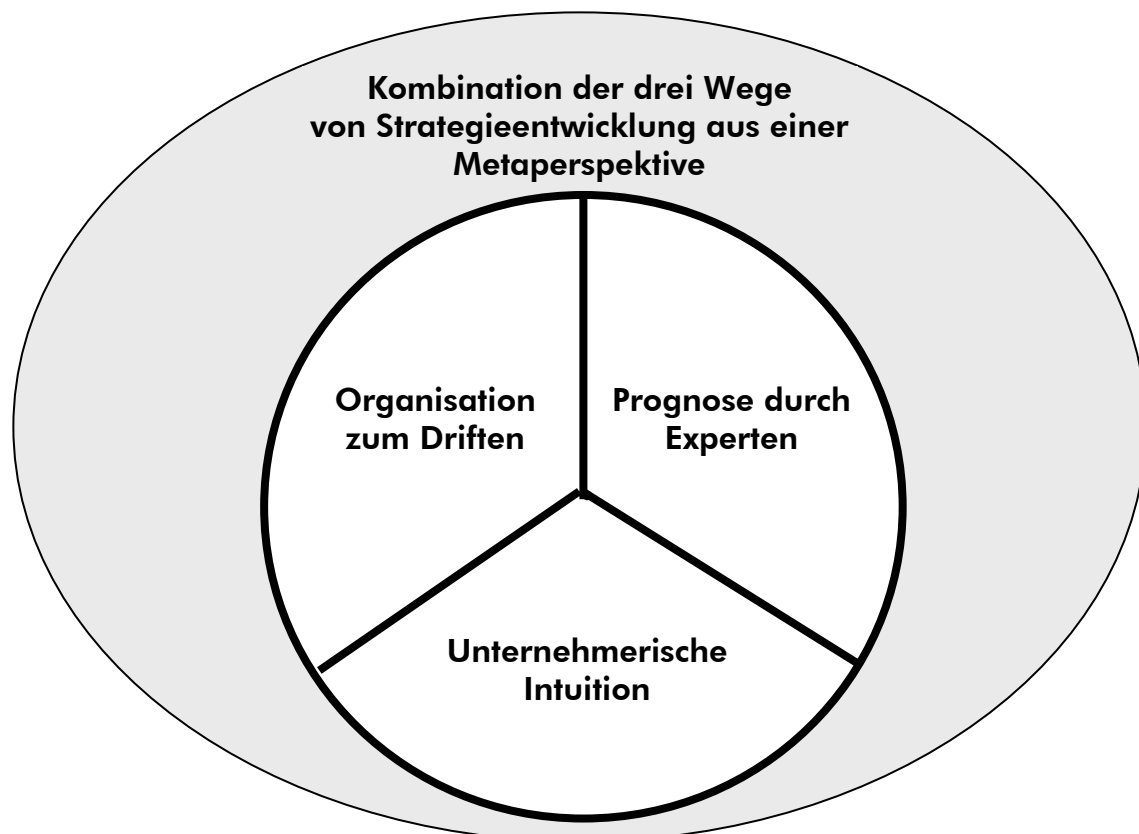 Kombination der drei Wege
von Strategieentwicklung aus einer
Metaperspektive
Organisation
zum Driften
Prognose durch
Experten
Unternehmerische
Intuition